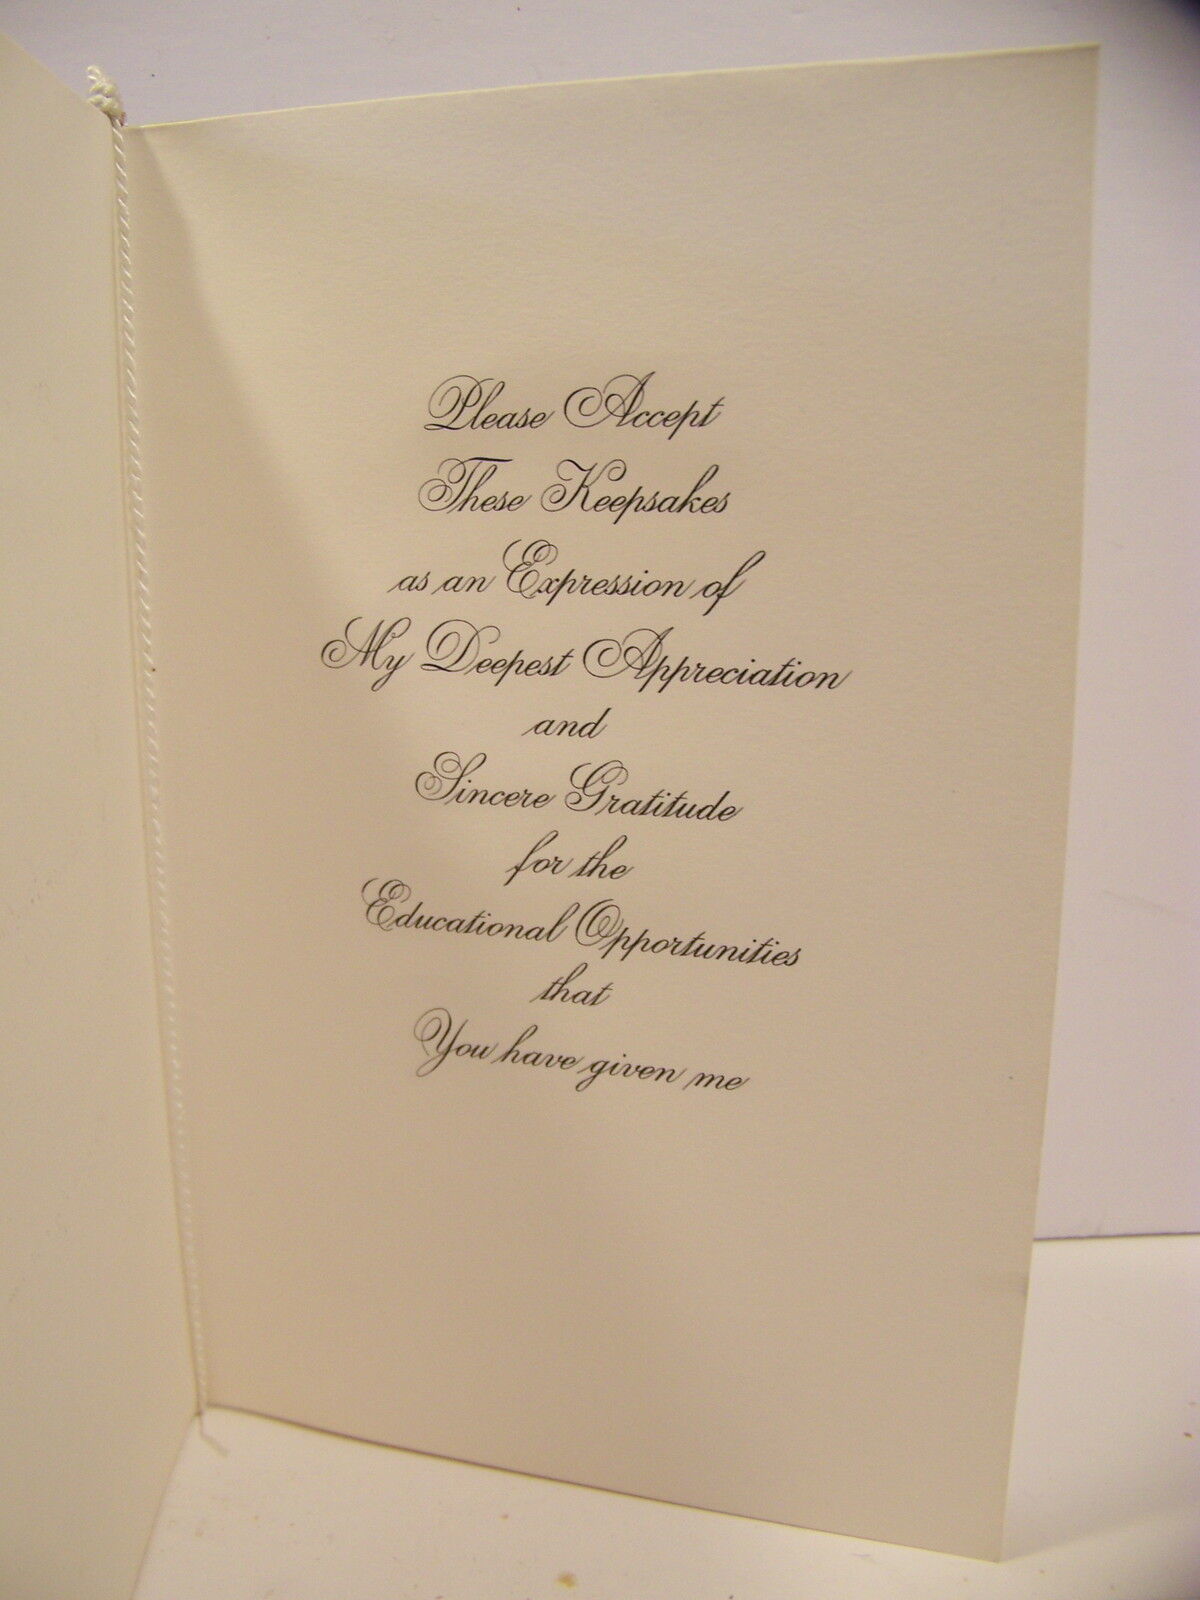 Please Accept
These Keepsakes
as an Expression of
My Deepest Appreciation
and
Sincere Gratitude
for the
Educational Opportunities
that
You have given me